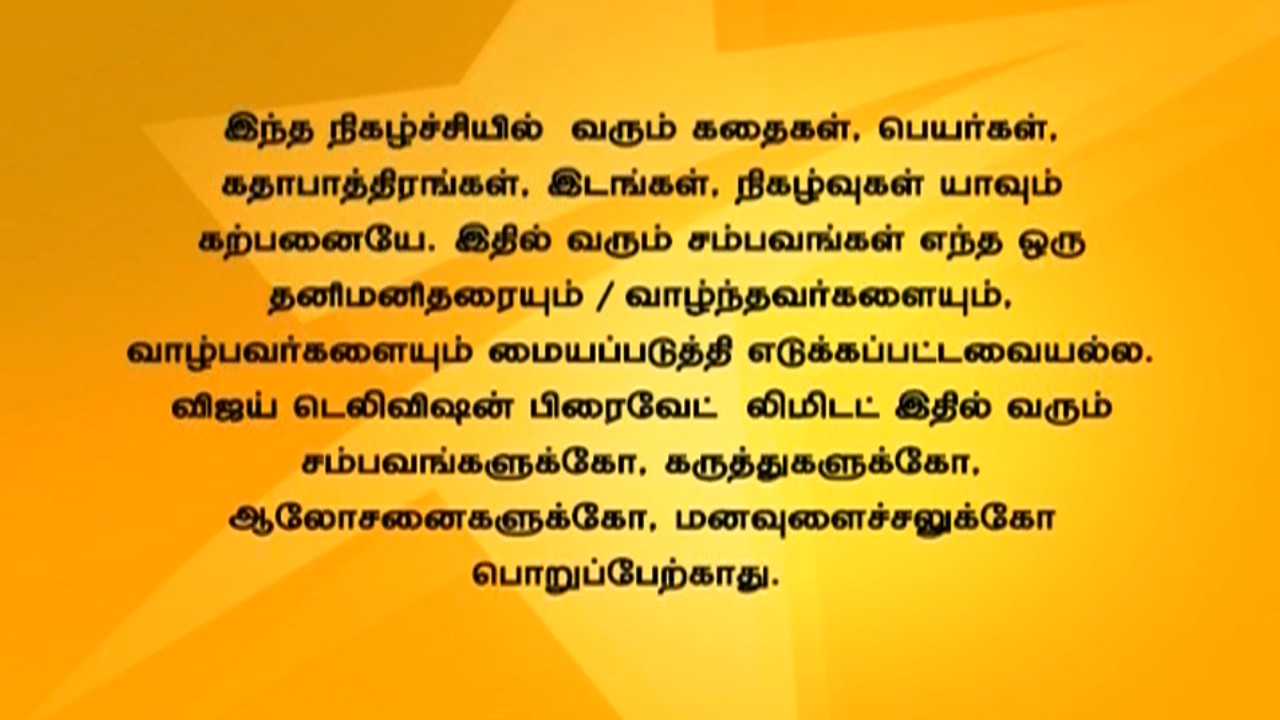 இந்த நிகழ்ச்சியில் வரும் கதைகள், பெயர்கள்,
கதாபாத்திரங்கள், இடங்கள், நிகழ்வுகள் யாவும்
கற்பனையே. இதில் வரும் சம்பவங்கள் எந்த ஒரு
தனிமனிதரையும் / வாழ்ந்தவர்களையும்,
வாழ்பவர்களையும் மையப்படுத்தி எடுக்கப்பட்டவையல்ல.
விஜய் டெலிவிஷன் பிரைவேட் லிமிடட் இதில் வரும்
சம்பவங்களுக்கோ, கருத்துகளுக்கோ,
ஆலோசனைகளுக்கோ, மனவுளைச்சலுக்கோ
பொறுப்பேற்காது.